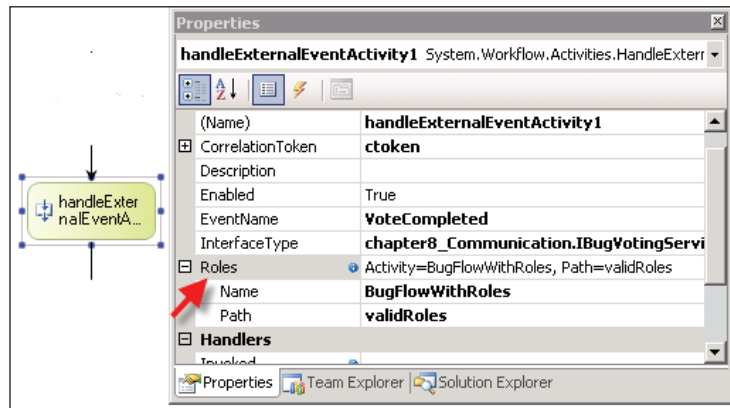 Properties
handleExternalEventActivity1 System.Workflow.Activities.HandleExterr
(Name) handleExternalEventActivity1
CorrelationToken ctoken
Description
Enabled True
EventName VoteCompleted
InterfaceType chapter8_Communication.IBugVotingServi
Roles Activity=BugFlowWithRoles, Path=validRoles
Name BugFlowWithRoles
Path validRoles
Handlers
Invoked
Properties Team Explorer Solution Explorer
handleExter
nalEventA...